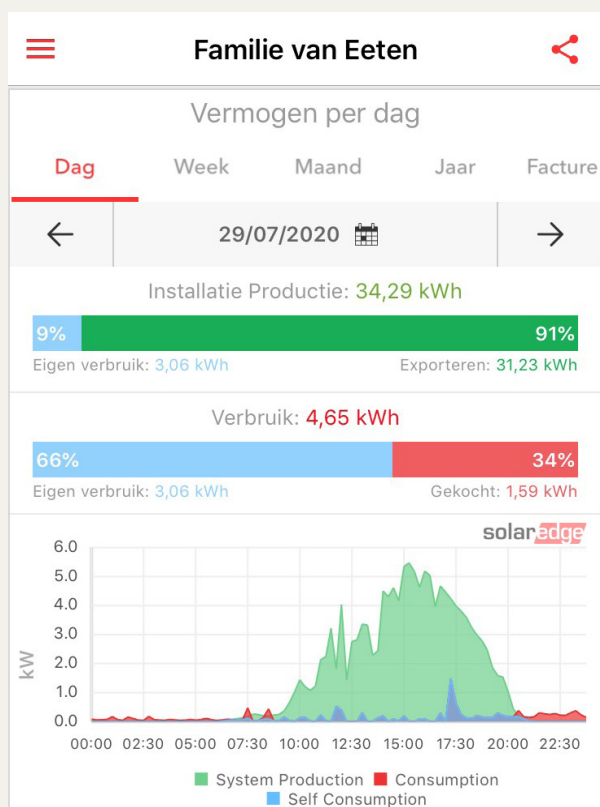 Familie van Eeten
Vermogen per dag
Dag Week Maand Jaar Facture
29/07/2020
Installatie Productie: 34,29 kWh
9% 91%
Eigen verbruik: 3,06 kWh Exporteren: 31,23 kWh
Verbruik: 4,65 kWh
66% 34%
Eigen verbruik: 3,06 kWh Gekocht: 1,59 kWh
solaredge
6.0
5.0
4.0
3.0
2.0
1.0
0.0
kW
00:00 02:30 05:00 07:30 10:00 12:30 15:00 17:30 20:00 22:30
System Production Consumption
Self Consumption